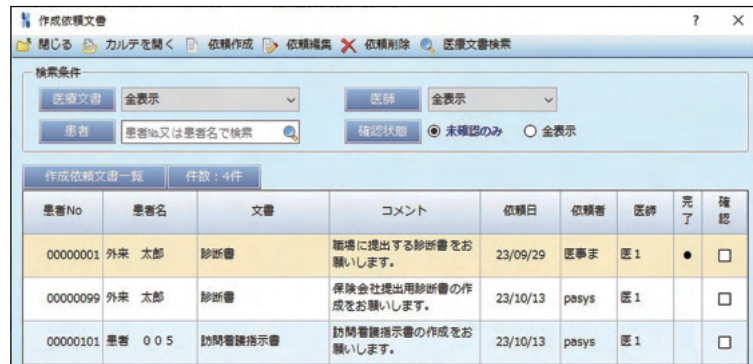 作成依頼文書 ? ×
閉じる カルテを開く 依頼作成 依頼編集 依頼削除 医療文書検索
検索条件
医療文書 全表示 医師 全表示
患者 患者No又は患者名で検索 確認状態 未確認のみ 全表示
作成依頼文書一覧 件数:4件
患者No 患者名 文書 コメント 依頼日 依頼者 医師 完了 確認
00000001 外来 太郎 診断書 職場に提出する診断書をお願いします。 23/09/29 医事ま 医1 ●
00000099 外来 太郎 診断書 保険会社提出用診断書の作成をお願いします。 23/10/13 pasys 医1
00000101 患者 005 訪問看護指示書 訪問看護指示書の作成をお願いします。 23/10/13 pasys 医1